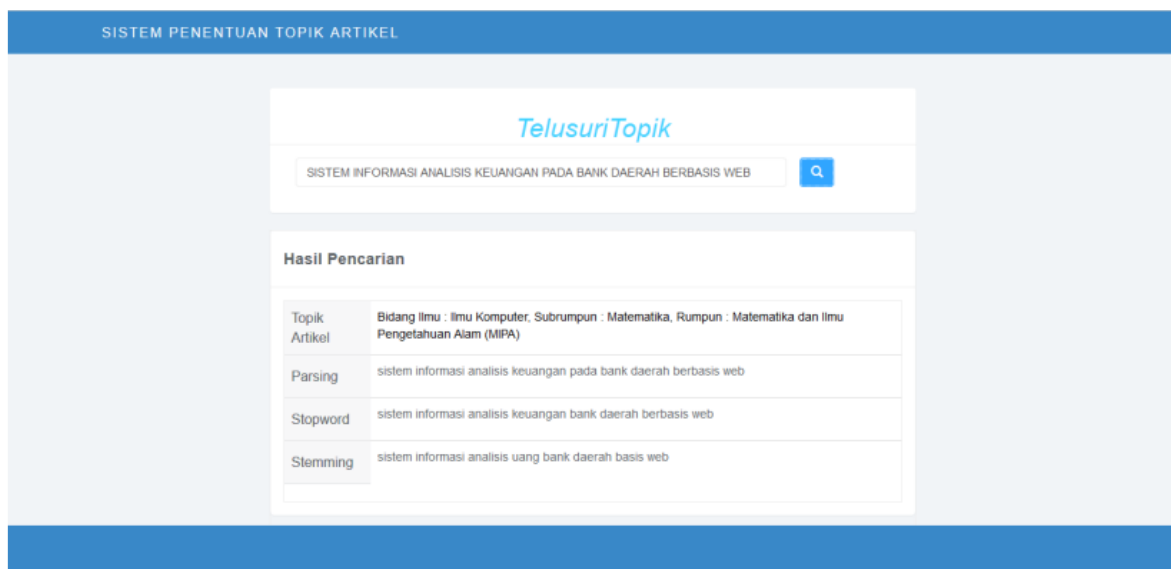 SISTEM PENENTUAN TOPIK ARTIKEL
TelusuriTopik
SISTEM INFORMASI ANALISIS KEUANGAN PADA BANK DAERAH BERBASIS WEB
Hasil Pencarian
Topik Artikel
Bidang Ilmu : Ilmu Komputer, Subrumpun : Matematika, Rumpun : Matematika dan Ilmu
Pengetahuan Alam (MIPA)
Parsing
sistem informasi analisis keuangan pada bank daerah berbasis web
Stopword
sistem informasi analisis keuangan bank daerah berbasis web
Stemming
sistem informasi analisis uang bank daerah basis web